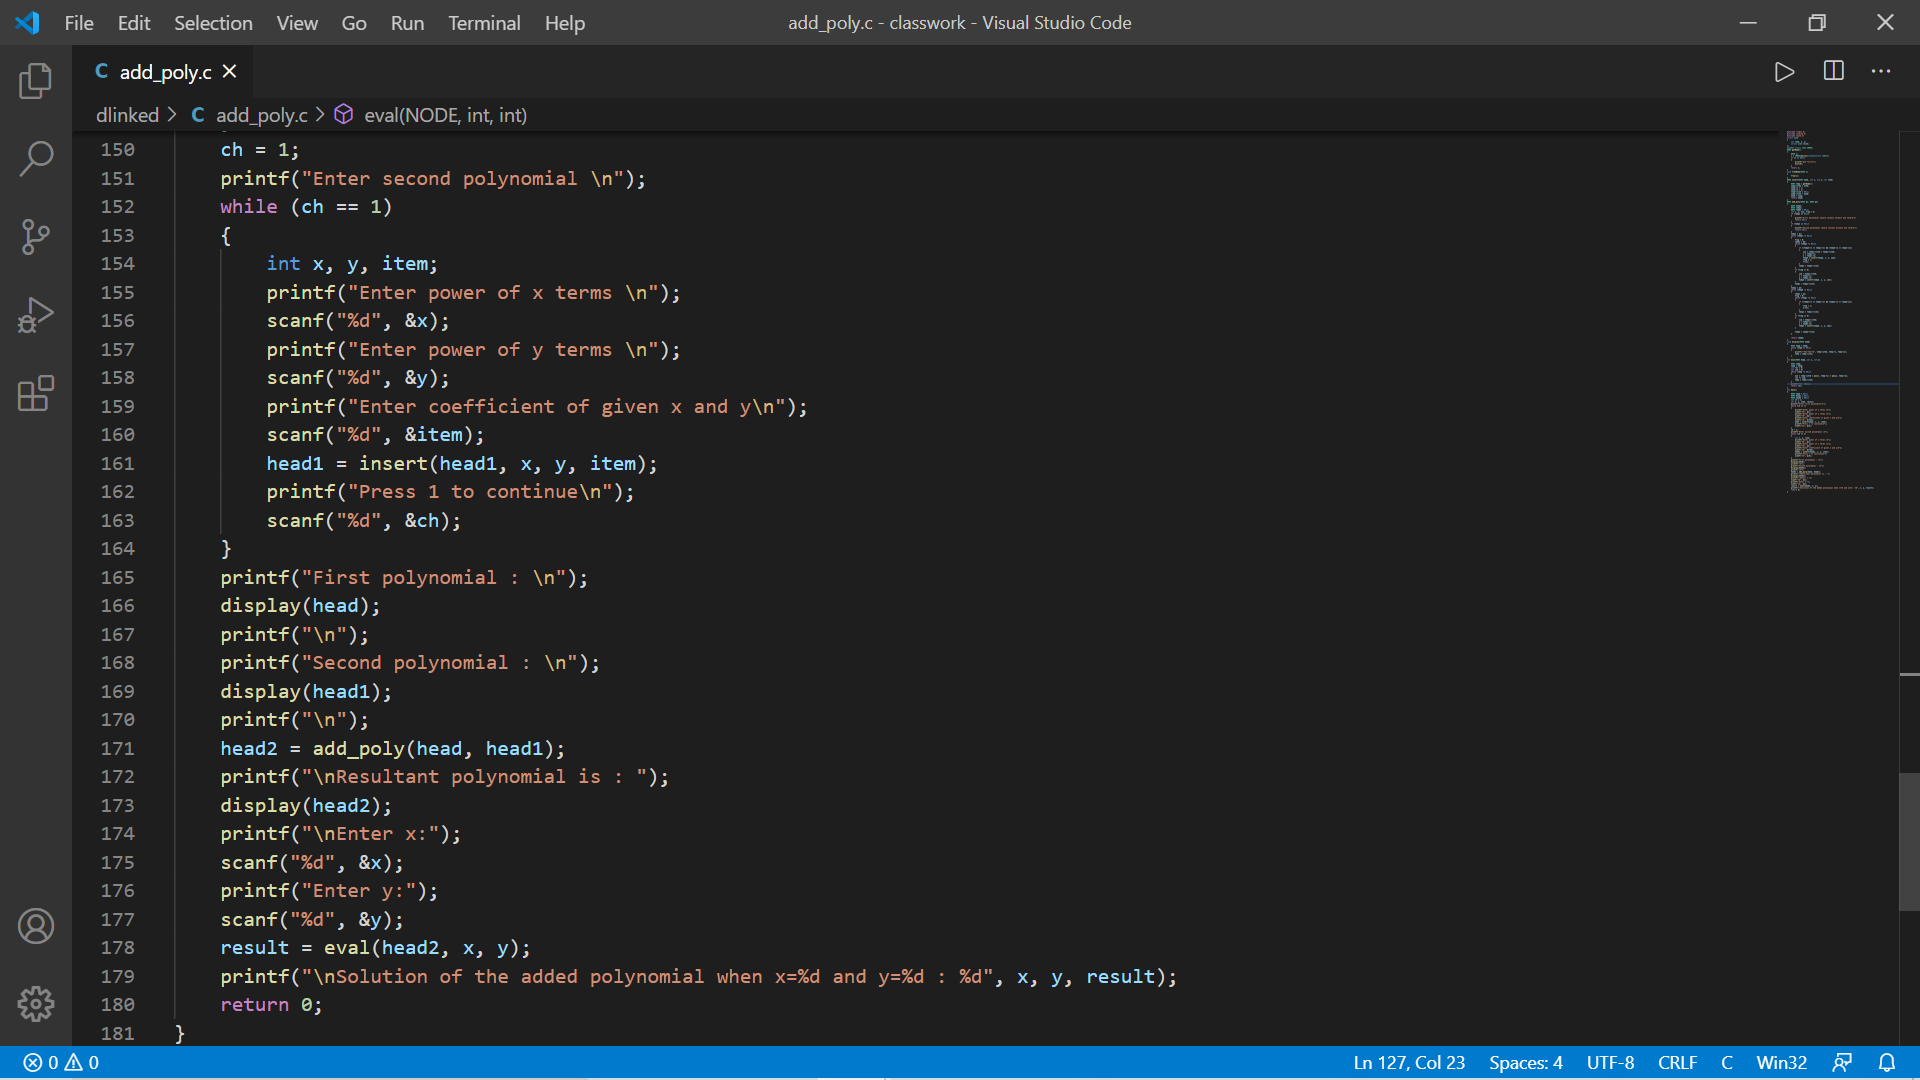 File Edit Selection View Go Run Terminal Help add_poly.c - classwork - Visual Studio Code
C add_poly.c
dlinked > C add_poly.c > eval(NODE, int, int)
150 ch = 1;
151 printf("Enter second polynomial \n");
152 while (ch == 1)
153 {
154 int x, y, item;
155 printf("Enter power of x terms \n");
156 scanf("%d", &x);
157 printf("Enter power of y terms \n");
158 scanf("%d", &y);
159 printf("Enter coefficient of given x and y\n");
160 scanf("%d", &item);
161 head1 = insert(head1, x, y, item);
162 printf("Press 1 to continue\n");
163 scanf("%d", &ch);
164 }
165 printf("First polynomial : \n");
166 display(head);
167 printf("\n");
168 printf("Second polynomial : \n");
169 display(head1);
170 printf("\n");
171 head2 = add_poly(head, head1);
172 printf("\nResultant polynomial is : ");
173 display(head2);
174 printf("\nEnter x:");
175 scanf("%d", &x);
176 printf("Enter y:");
177 scanf("%d", &y);
178 result = eval(head2, x, y);
179 printf("\nSolution of the added polynomial when x=%d and y=%d : %d", x, y, result);
180 return 0;
181 }
0 0 Ln 127, Col 23 Spaces: 4 UTF-8 CRLF C Win32